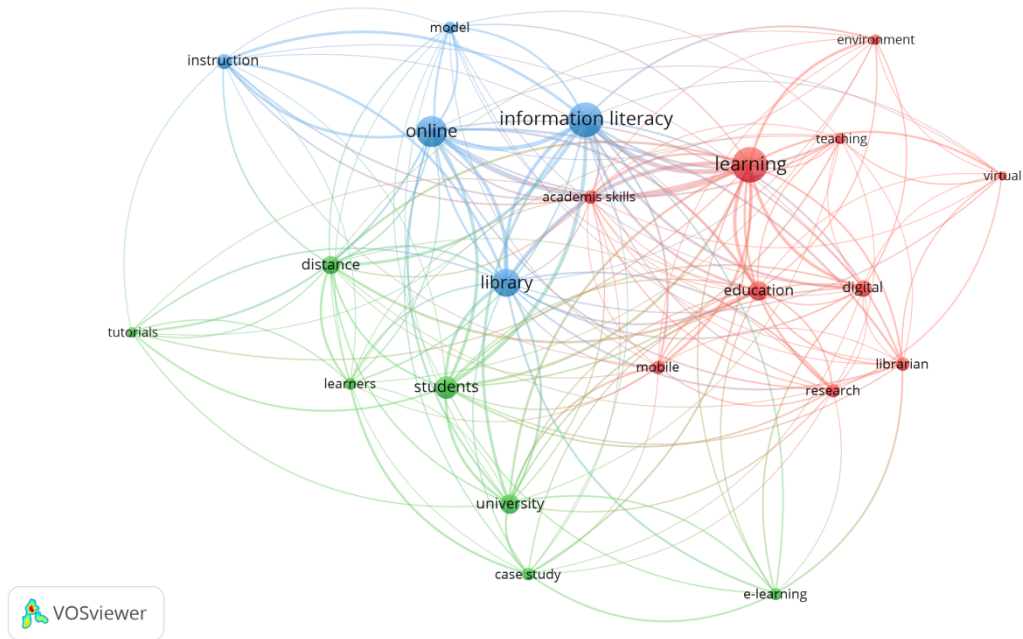 model
environment
instruction
information literacy
online
teaching
learning
virtual
academis skills
distance
library
education
digital
tutorials
mobile
librarian
learners
students
research
university
case study
e-learning
VOSviewer